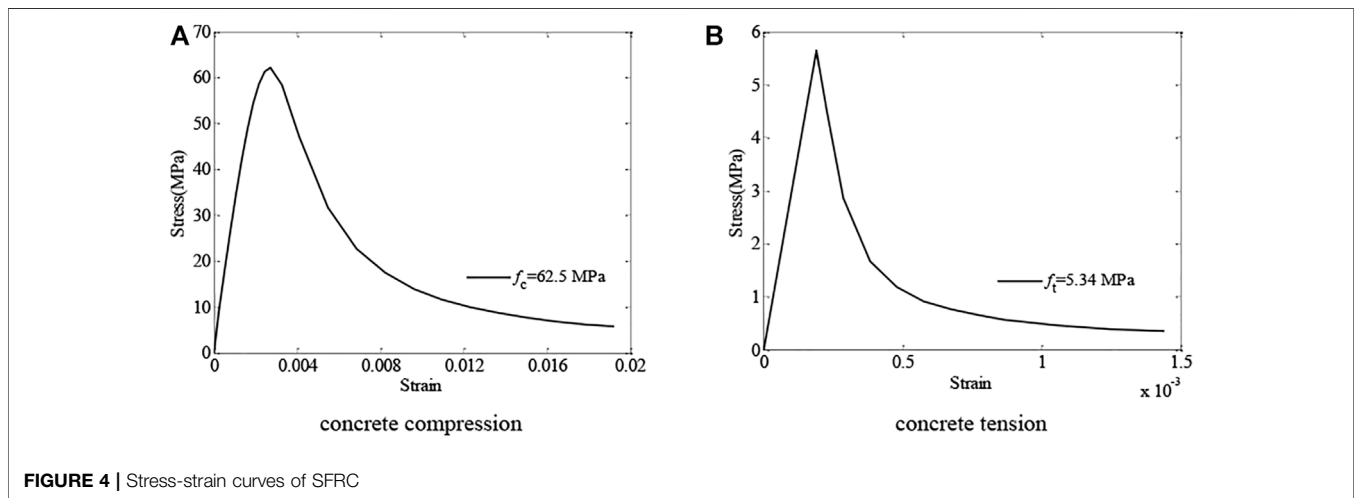 A
70
60
50
40
30
20
10
0
Stress(MPa)
0 0.004 0.008 0.012 0.016 0.02
Strain
f_c=62.5 MPa
concrete compression
B
6
5
4
3
2
1
0
Stress(MPa)
0 0.5 1 1.5
Strain
x 10^-3
f_t=5.34 MPa
concrete tension
FIGURE 4 | Stress-strain curves of SFRC